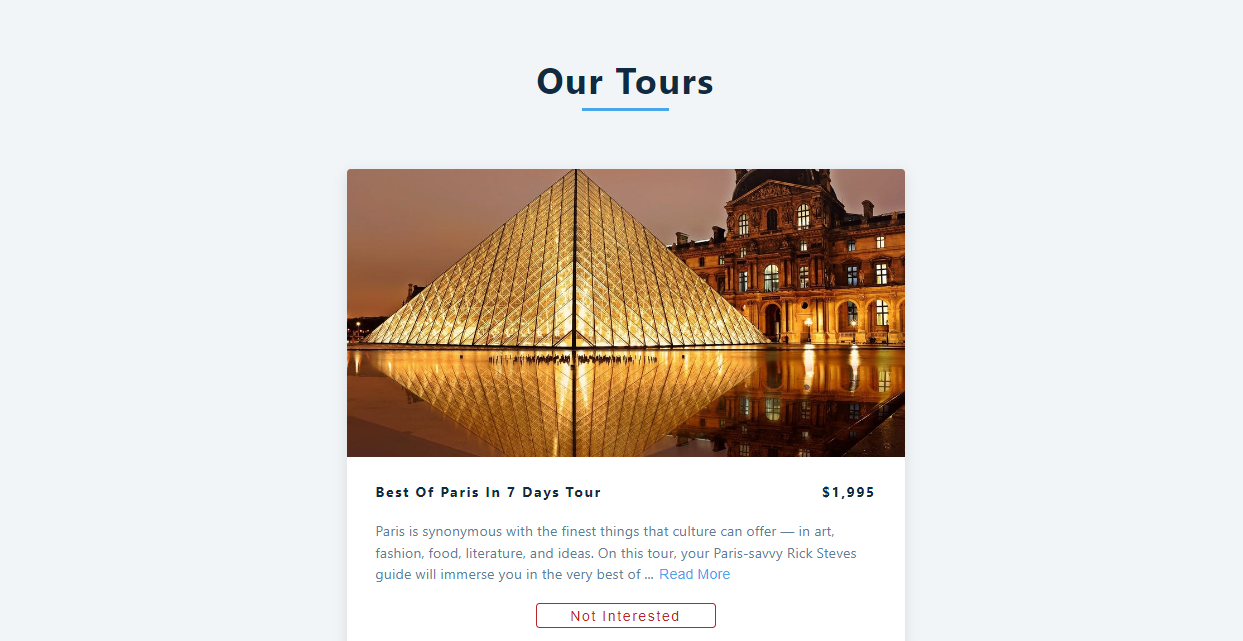 Our Tours
Best Of Paris In 7 Days Tour
$1,995
Paris is synonymous with the finest things that culture can offer — in art,
fashion, food, literature, and ideas. On this tour, your Paris-savvy Rick Steves
guide will immerse you in the very best of ... Read More
Not Interested